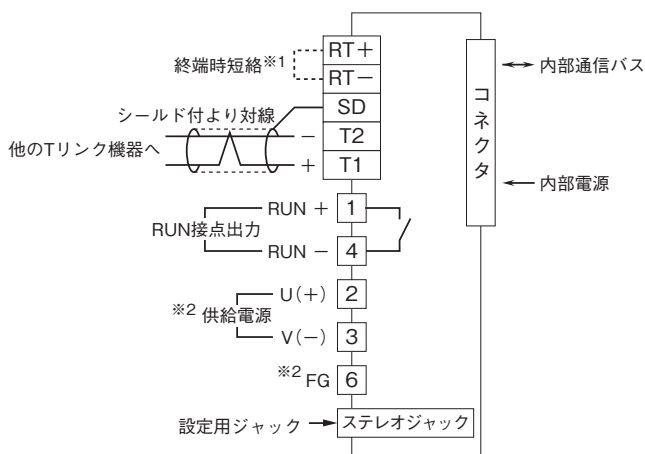 終端時短絡※1
RT+
RT−
シールド付より対線
SD
− T2
他のTリンク機器へ
+ T1
コネクタ
内部通信バス
内部電源
RUN + 1
RUN接点出力
RUN − 4
U(+) 2
※2 供給電源
V(−) 3
※2 FG 6
設定用ジャック
ステレオジャック